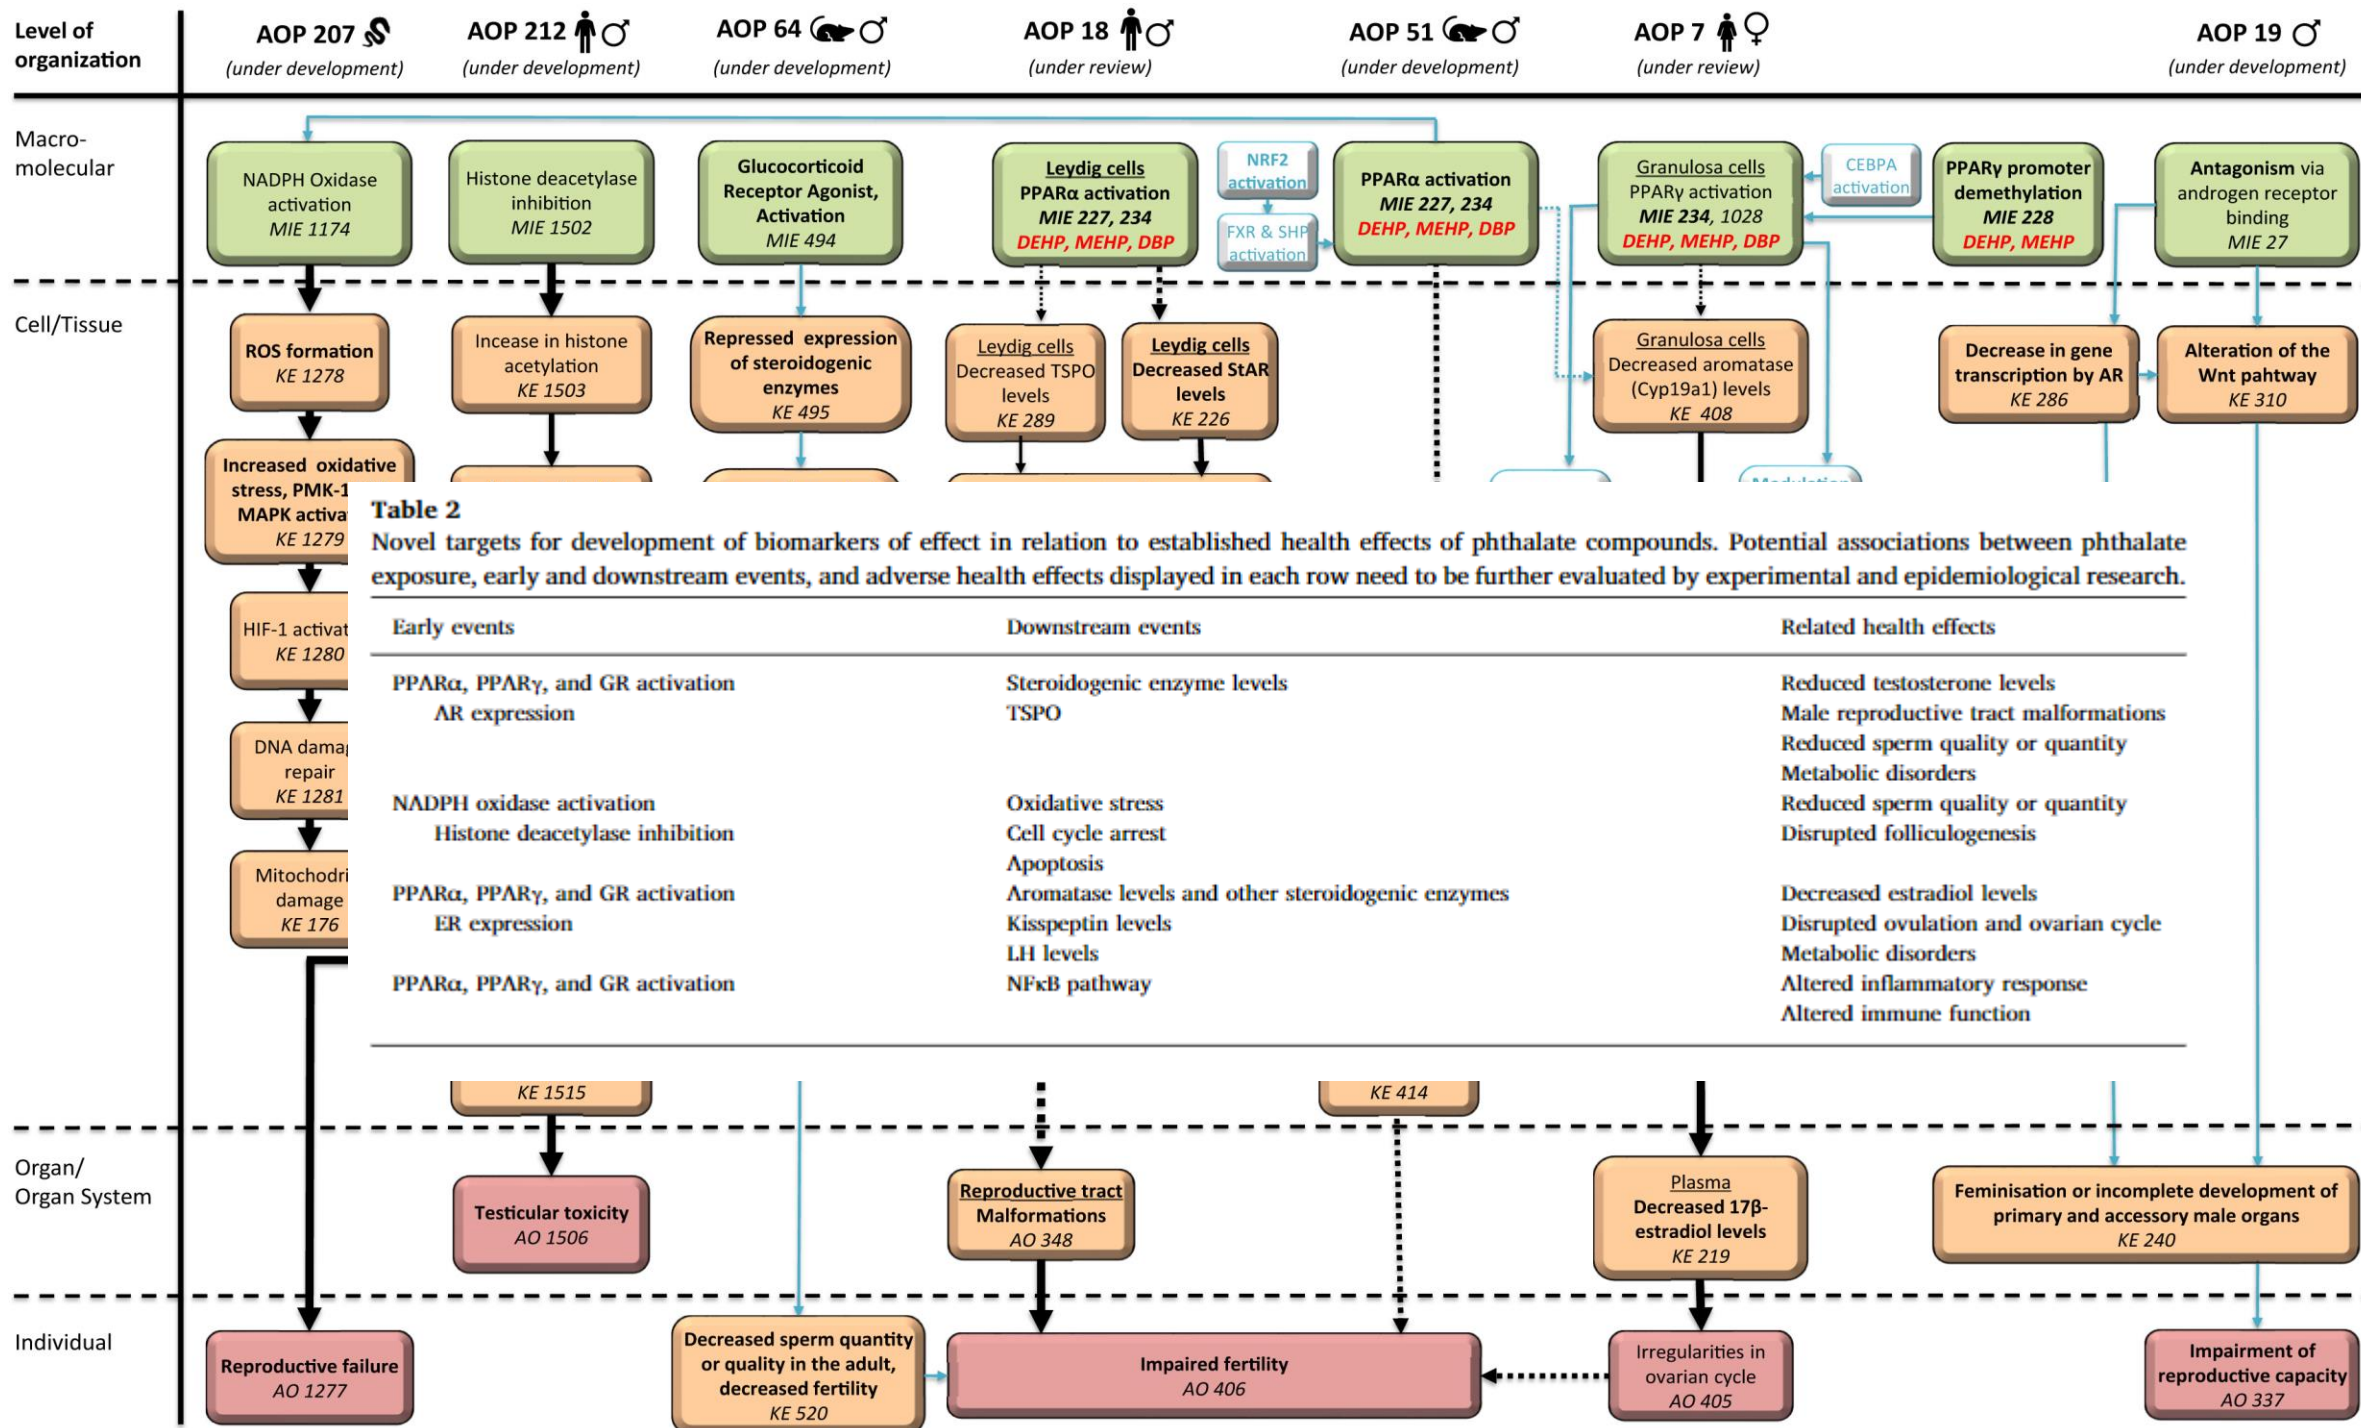 Level of
organization
AOP 207
(under development)
AOP 212
(under development)
AOP 64
(under development)
AOP 18
(under review)
AOP 51
(under development)
AOP 7
(under review)
AOP 19
(under development)
Macro-
molecular
NADPH Oxidase
activation
MIE 1174
Histone deacetylase
inhibition
MIE 1502
Glucocorticoid
Receptor Agonist,
Activation
MIE 494
Leydig cells
PPARα activation
MIE 227, 234
DEHP, MEHP, DBP
NRF2
activation
FXR & SHP
activation
PPARα activation
MIE 227, 234
DEHP, MEHP, DBP
Granulosa cells
PPARγ activation
MIE 234, 1028
DEHP, MEHP, DBP
CEBPA
activation
PPARγ promoter
demethylation
MIE 228
DEHP, MEHP
Antagonism via
androgen receptor
binding
MIE 27
Cell/Tissue
ROS formation
KE 1278
Incease in histone
acetylation
KE 1503
Repressed expression
of steroidogenic
enzymes
KE 495
Leydig cells
Decreased TSPO
levels
KE 289
Leydig cells
Decreased StAR
levels
KE 226
Granulosa cells
Decreased aromatase
(Cyp19a1) levels
KE 408
Decrease in gene
transcription by AR
KE 286
Alteration of the
Wnt pahtway
KE 310
Increased oxidative
stress, PMK-1
MAPK activa
KE 1279
HIF-1 activat
KE 1280
DNA damag
repair
KE 1281
Mitochodri
damage
KE 176
Table 2
Novel targets for development of biomarkers of effect in relation to established health effects of phthalate compounds. Potential associations between phthalate
exposure, early and downstream events, and adverse health effects displayed in each row need to be further evaluated by experimental and epidemiological research.
Early events Downstream events Related health effects
PPARα, PPARγ, and GR activation Steroidogenic enzyme levels Reduced testosterone levels
AR expression TSPO Male reproductive tract malformations
Reduced sperm quality or quantity
Metabolic disorders
NADPH oxidase activation Oxidative stress Reduced sperm quality or quantity
Histone deacetylase inhibition Cell cycle arrest Disrupted folliculogenesis
Apoptosis
PPARα, PPARγ, and GR activation Aromatase levels and other steroidogenic enzymes Decreased estradiol levels
ER expression Kisspeptin levels Disrupted ovulation and ovarian cycle
LH levels Metabolic disorders
PPARα, PPARγ, and GR activation NFκB pathway Altered inflammatory response
Altered immune function
KE 1515
KE 414
Organ/
Organ System
Testicular toxicity
AO 1506
Reproductive tract
Malformations
AO 348
Plasma
Decreased 17β-
estradiol levels
KE 219
Feminisation or incomplete development of
primary and accessory male organs
KE 240
Individual
Reproductive failure
AO 1277
Decreased sperm quantity
or quality in the adult,
decreased fertility
KE 520
Impaired fertility
AO 406
Irregularities in
ovarian cycle
AO 405
Impairment of
reproductive capacity
AO 337